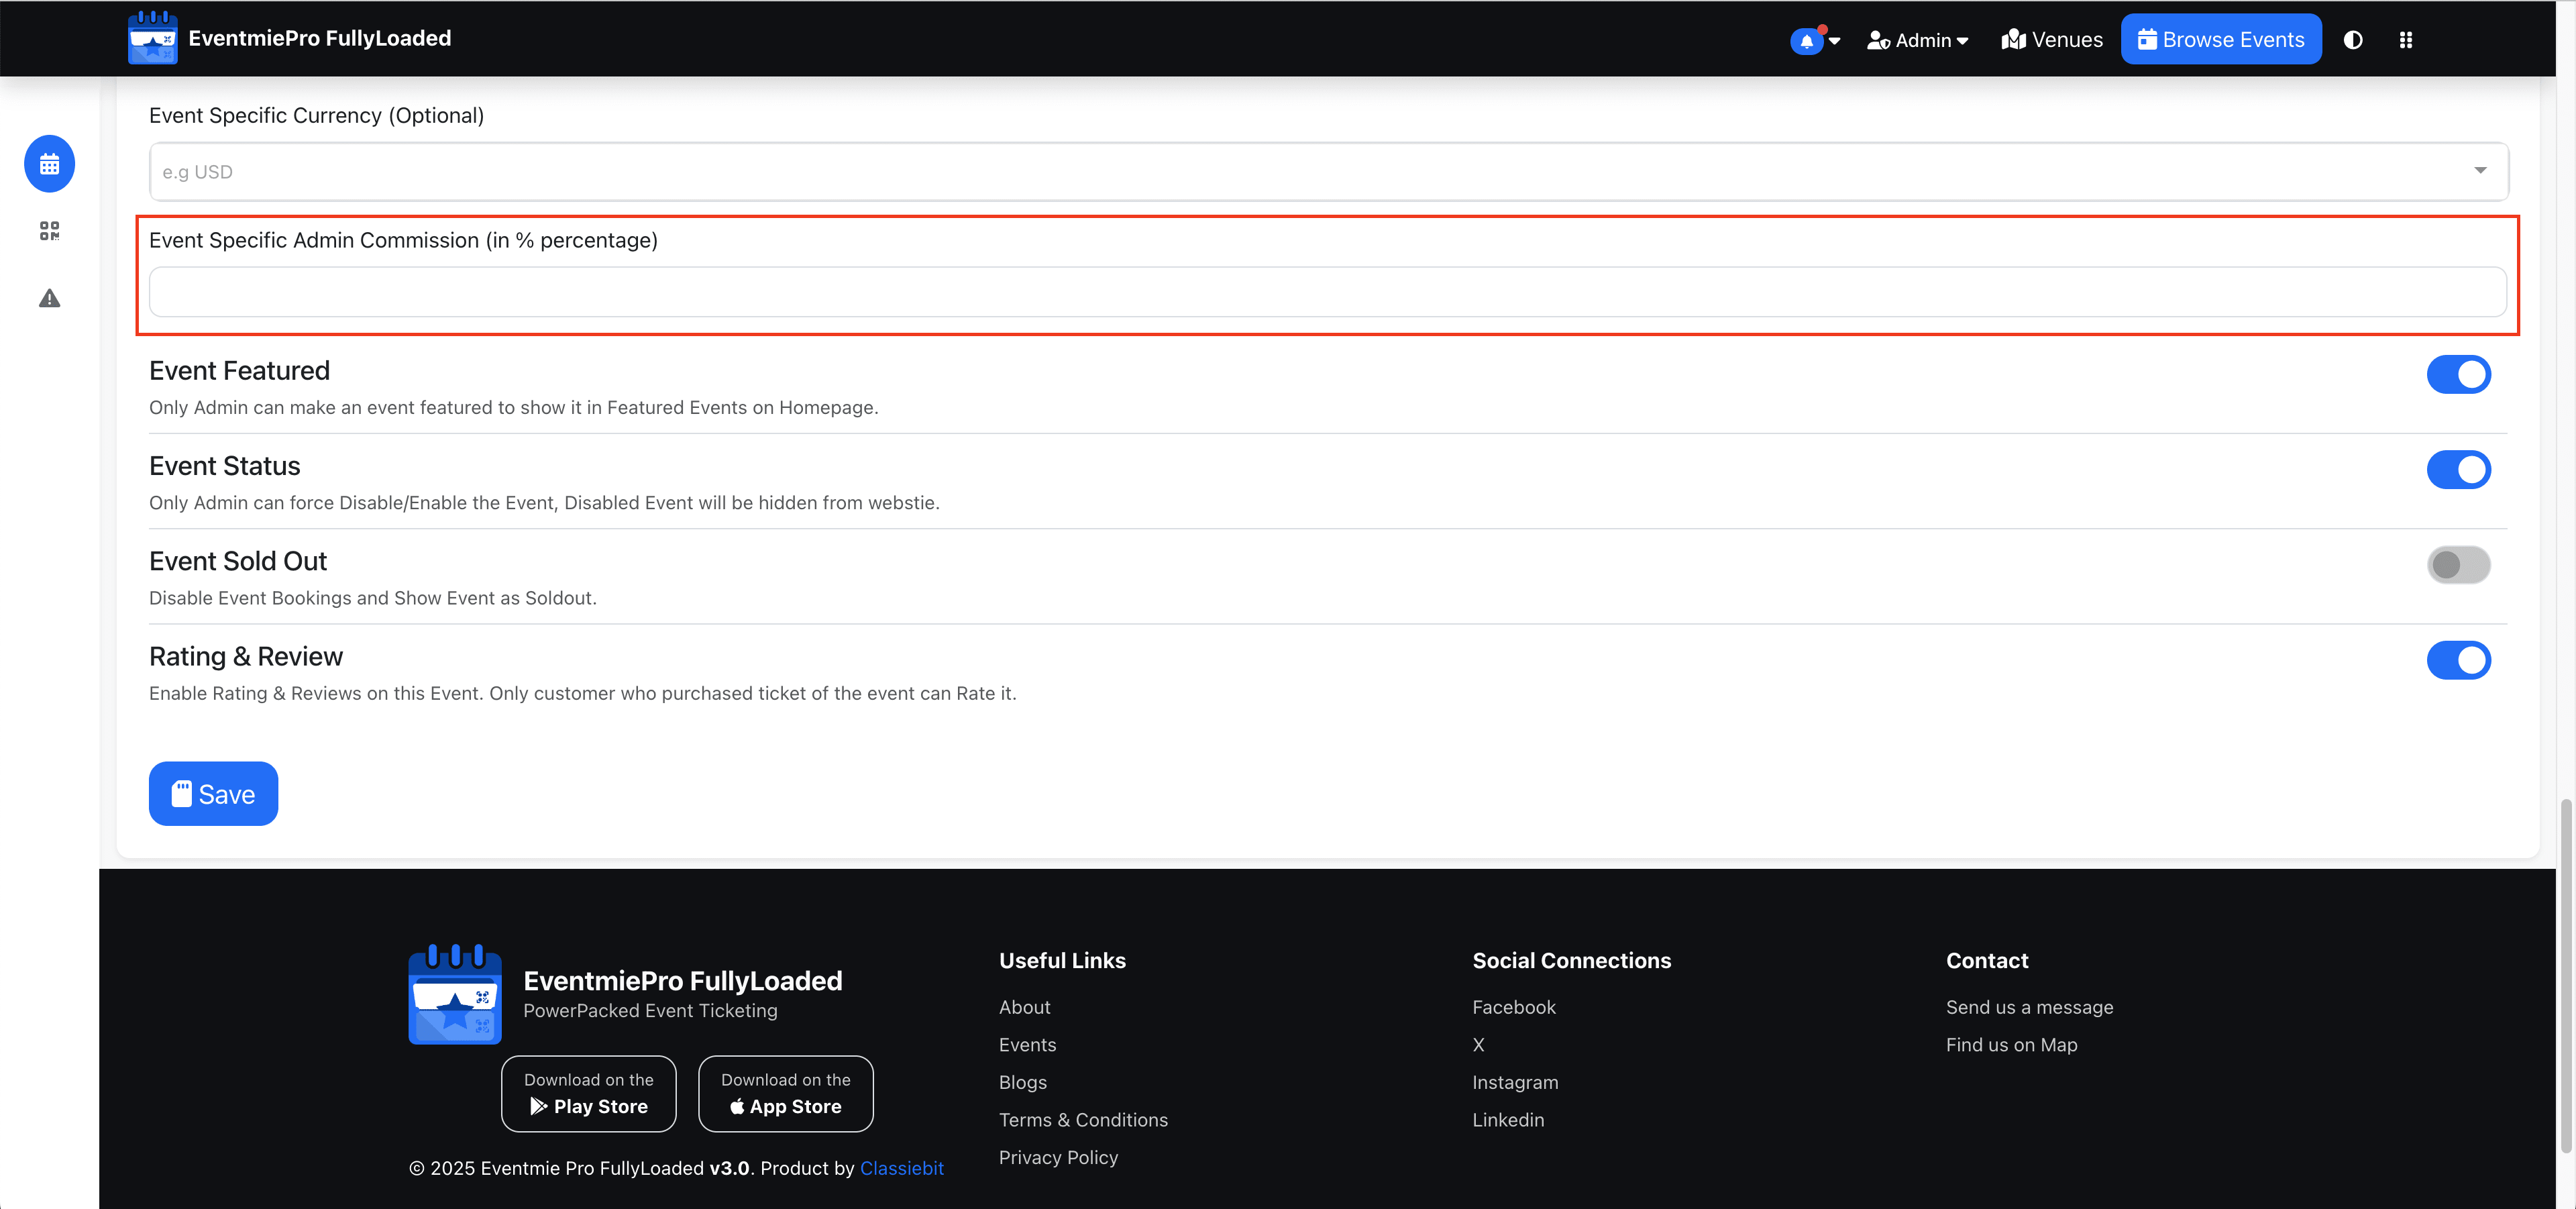 EventmiePro FullyLoaded
Admin
Venues
Browse Events
Event Specific Currency (Optional)
e.g USD
Event Specific Admin Commission (in % percentage)
Event Featured
Only Admin can make an event featured to show it in Featured Events on Homepage.
Event Status
Only Admin can force Disable/Enable the Event, Disabled Event will be hidden from webstie.
Event Sold Out
Disable Event Bookings and Show Event as Soldout.
Rating & Review
Enable Rating & Reviews on this Event. Only customer who purchased ticket of the event can Rate it.
Save
EventmiePro FullyLoaded
PowerPacked Event Ticketing
Download on the
Play Store
Download on the
App Store
© 2025 Eventmie Pro FullyLoaded v3.0. Product by Classiebit
Useful Links
About
Events
Blogs
Terms & Conditions
Privacy Policy
Social Connections
Facebook
X
Instagram
Linkedin
Contact
Send us a message
Find us on Map